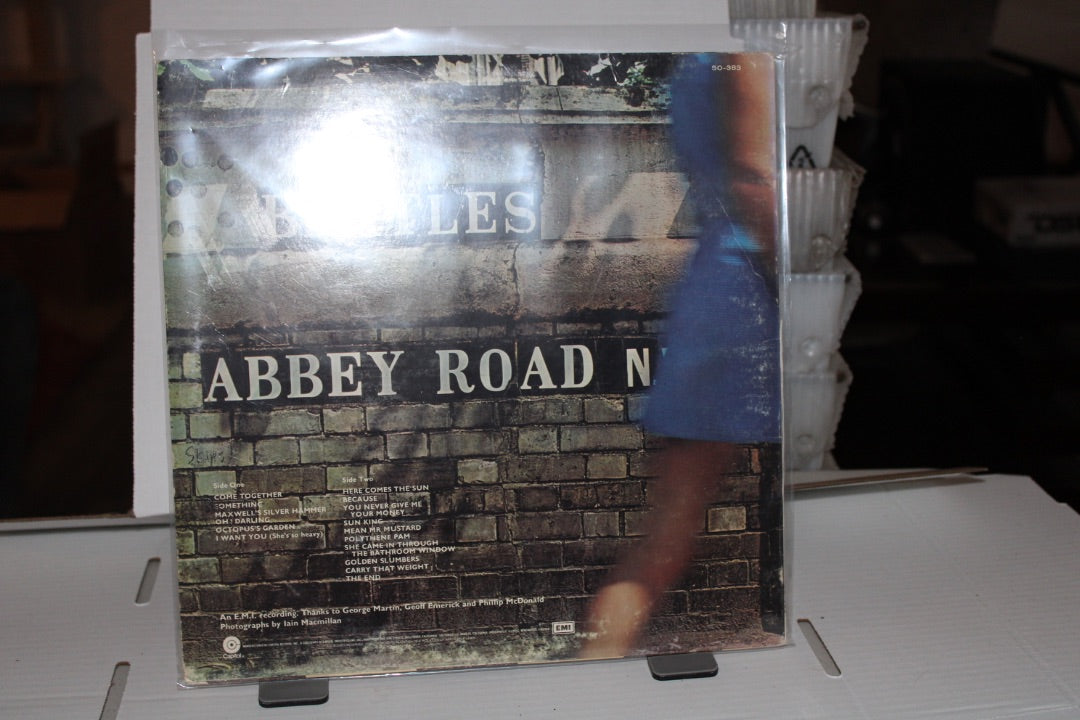 SO-383
BEATLES
ABBEY ROAD N
Skips
Side One
COME TOGETHER
SOMETHING
MAXWELL'S SILVER HAMMER
OH! DARLING
OCTOPUS'S GARDEN
I WANT YOU (She's so heavy)
Side Two
HERE COMES THE SUN
BECAUSE
YOU NEVER GIVE ME
YOUR MONEY
SUN KING
MEAN MR MUSTARD
POLYTHENE PAM
SHE CAME IN THROUGH
THE BATHROOM WINDOW
GOLDEN SLUMBERS
CARRY THAT WEIGHT
THE END
An E.M.I. recording. Thanks to George Martin, Geoff Emerick and Phillip McDonald
Photographs by Iain Macmillan
Capitol
EMI